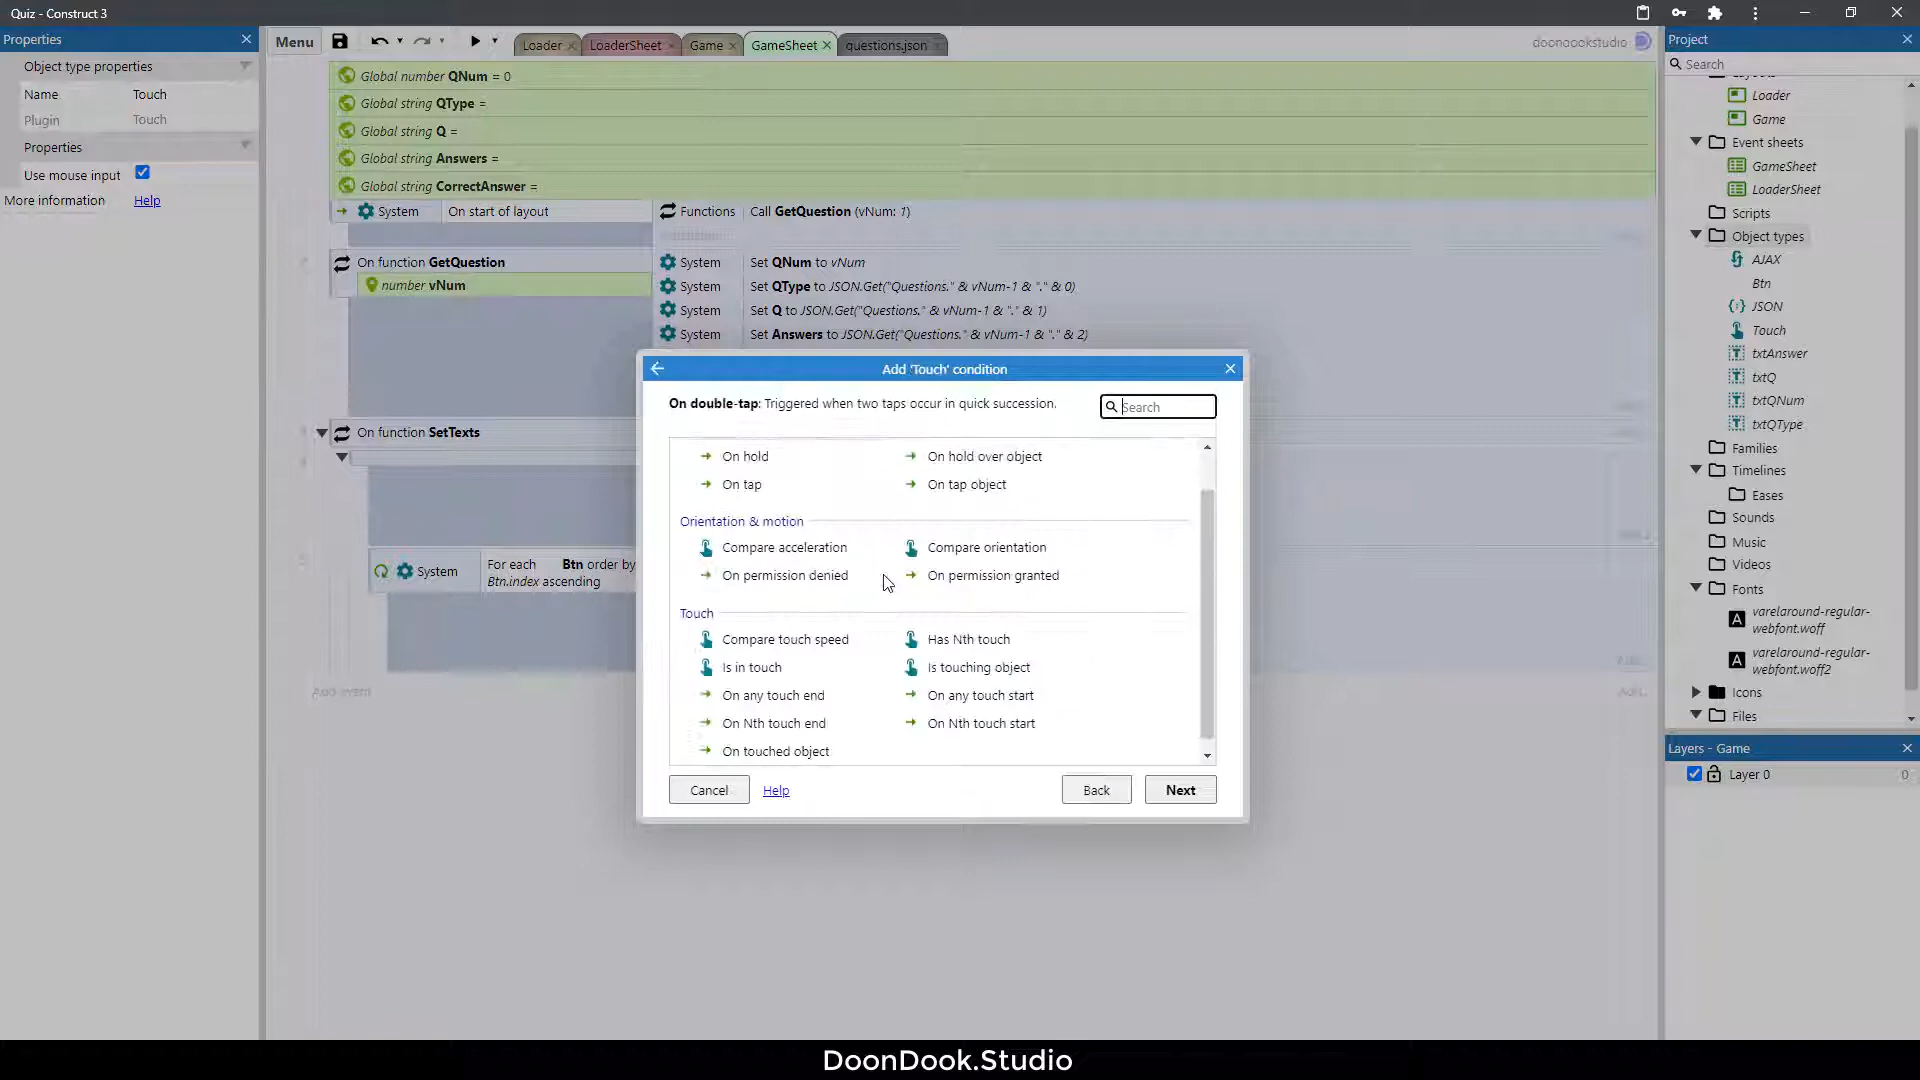 Quiz - Construct 3
Properties
Object type properties
Name Touch
Plugin Touch
Properties
Use mouse input
More information Help
Menu
Loader
LoaderSheet
Game
GameSheet
questions.json
doondookstudio
Global number QNum = 0
Global string QType =
Global string Q =
Global string Answers =
Global string CorrectAnswer =
System On start of layout Functions Call GetQuestion (vNum: 1)
On function GetQuestion System Set QNum to vNum
number vNum System Set QType to JSON.Get("Questions." & vNum-1 & "." & 0)
System Set Q to JSON.Get("Questions." & vNum-1 & "." & 1)
System Set Answers to JSON.Get("Questions." & vNum-1 & "." & 2)
On function SetTexts
System For each Btn order by
Btn.index ascending
Add event
Add...
Add...
Add 'Touch' condition
On double-tap: Triggered when two taps occur in quick succession.
Search
On hold On hold over object
On tap On tap object
Orientation & motion
Compare acceleration Compare orientation
On permission denied On permission granted
Touch
Compare touch speed Has Nth touch
Is in touch Is touching object
On any touch end On any touch start
On Nth touch end On Nth touch start
On touched object
Cancel Help Back Next
Project
Search
Loader
Game
Event sheets
GameSheet
LoaderSheet
Scripts
Object types
AJAX
Btn
JSON
Touch
txtAnswer
txtQ
txtQNum
txtQType
Families
Timelines
Eases
Sounds
Music
Videos
Fonts
varelaround-regular-
webfont.woff
varelaround-regular-
webfont.woff2
Icons
Files
Layers - Game
Layer 0 0
DoonDook.Studio